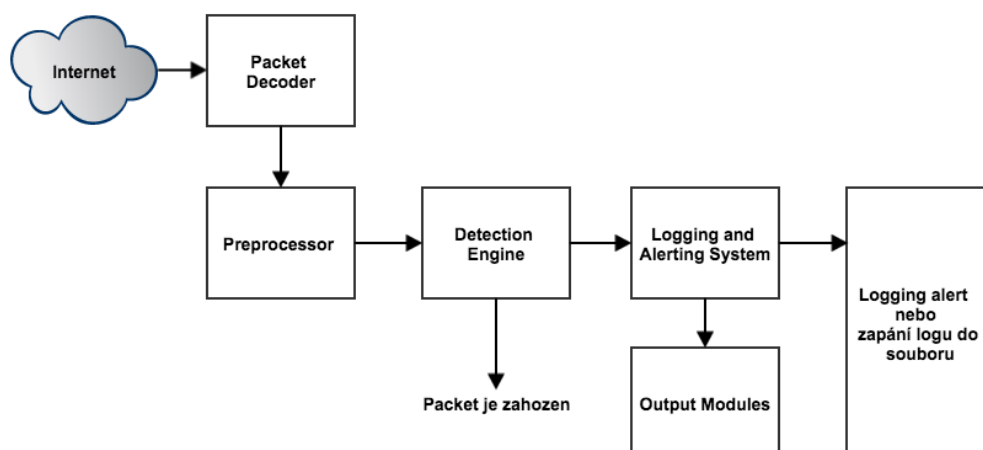 Internet
Packet
Decoder
Preprocessor
Detection
Engine
Logging and
Alerting System
Logging alert
nebo
zapání logu do
souboru
Packet je zahozen
Output Modules